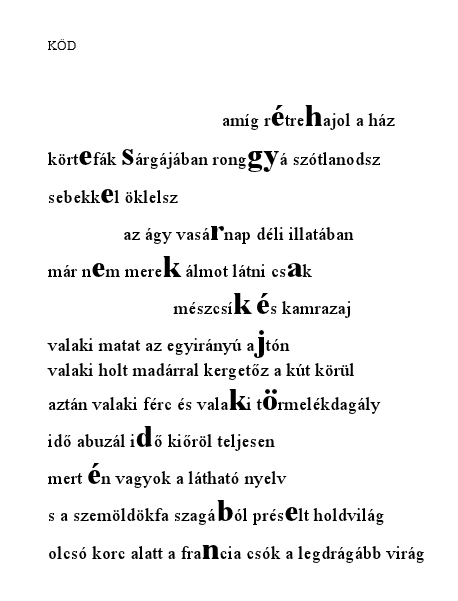 KÖD
amíg rétrehajol a ház
körtefák Sárgájában ronggyá szótlanodsz
sebekkel öklelsz
az ágy vasárnap déli illatában
már nem merek álmot látni csak
mészcsík és kamrazaj
valaki matat az egyirányú ajtón
valaki holt madárral kergetőz a kút körül
aztán valaki férc és valaki törmelékdagály
idő abuzál idő kiőröl teljesen
mert én vagyok a látható nyelv
s a szemöldökfa szagából préselt holdvilág
olcsó korc alatt a francia csók a legdrágább virág